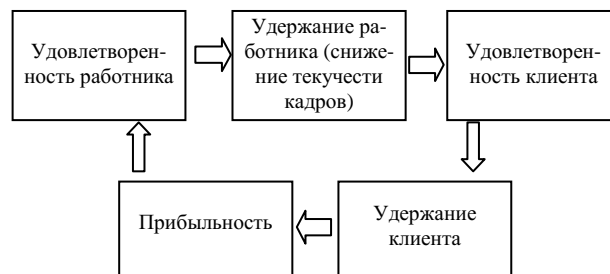 Удовлетворен-
ность работника
Удержание ра-
ботника (сниже-
ние текучести
кадров)
Удовлетворен-
ность клиента
Прибыльность
Удержание
клиента